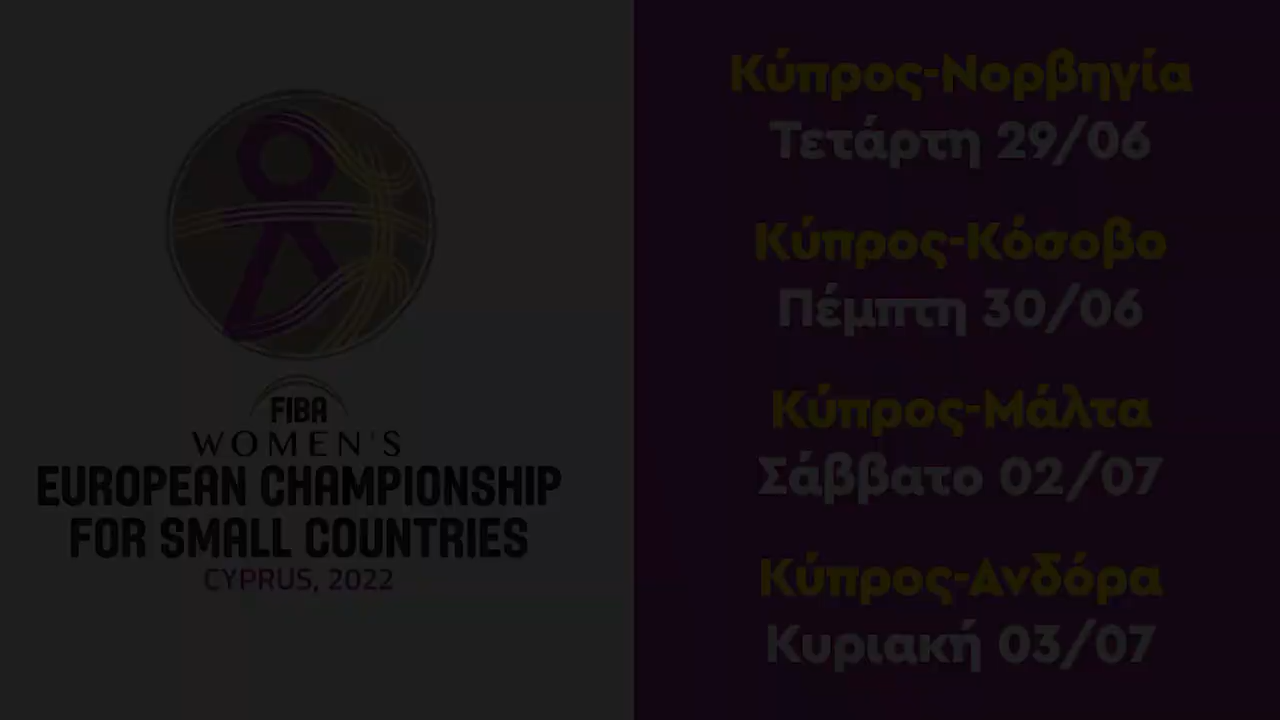 FIBA
WOMEN'S
EUROPEAN CHAMPIONSHIP
FOR SMALL COUNTRIES
CYPRUS, 2022
Κύπρος-Νορβηγία
Τετάρτη 29/06
Κύπρος-Κόσοβο
Πέμπτη 30/06
Κύπρος-Μάλτα
Σάββατο 02/07
Κύπρος-Ανδόρα
Κυριακή 03/07